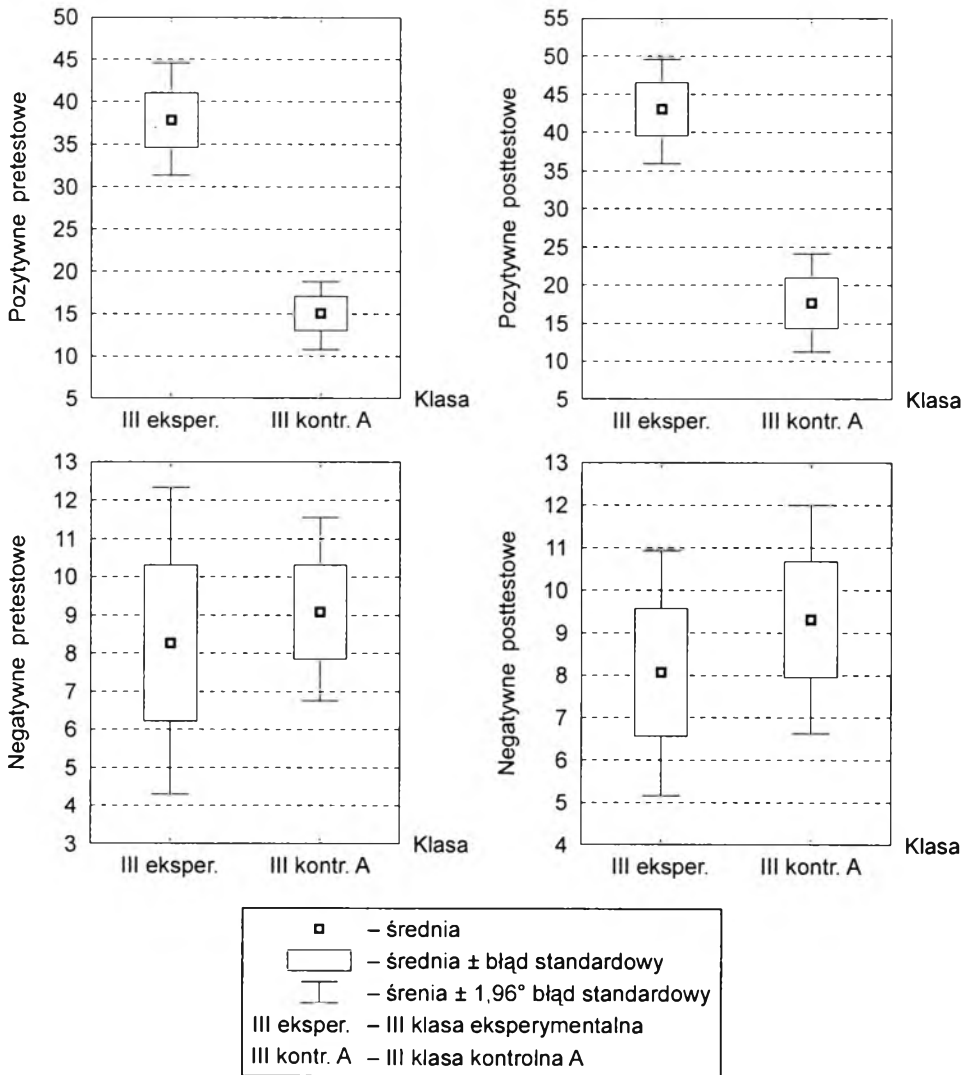 Pozytywne pretestowe
50
45
40
35
30
25
20
15
10
5
III eksper.
III kontr. A
Klasa
Pozytywne posttestowe
55
50
45
40
35
30
25
20
15
10
5
III eksper.
III kontr. A
Klasa
Negatywne pretestowe
13
12
11
10
9
8
7
6
5
4
3
III eksper.
III kontr. A
Klasa
Negatywne posttestowe
13
12
11
10
9
8
7
6
5
4
III eksper.
III kontr. A
Klasa
– średnia
– średnia ± błąd standardowy
– śrenia ± 1,96° błąd standardowy
III eksper. – III klasa eksperymentalna
III kontr. A – III klasa kontrolna A